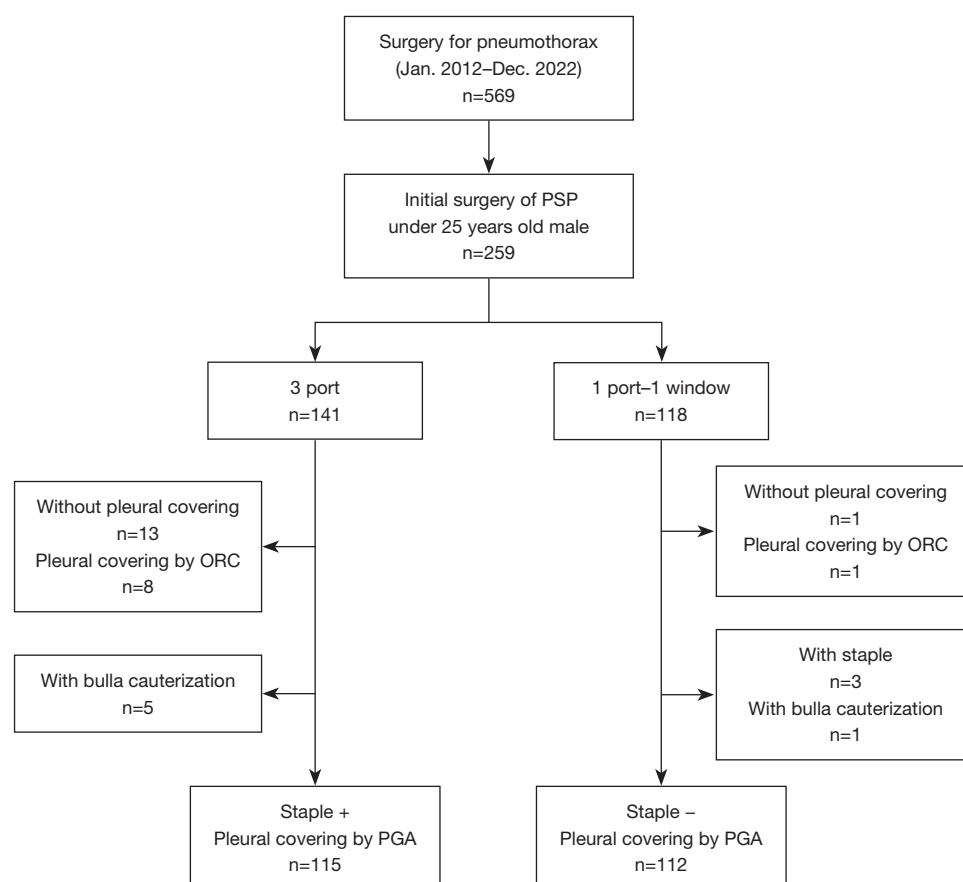 Surgery for pneumothorax
(Jan. 2012–Dec. 2022)
n=569
Initial surgery of PSP
under 25 years old male
n=259
3 port
n=141
1 port–1 window
n=118
Without pleural covering
n=13
Pleural covering by ORC
n=8
Without pleural covering
n=1
Pleural covering by ORC
n=1
With bulla cauterization
n=5
With staple
n=3
With bulla cauterization
n=1
Staple +
Pleural covering by PGA
n=115
Staple –
Pleural covering by PGA
n=112